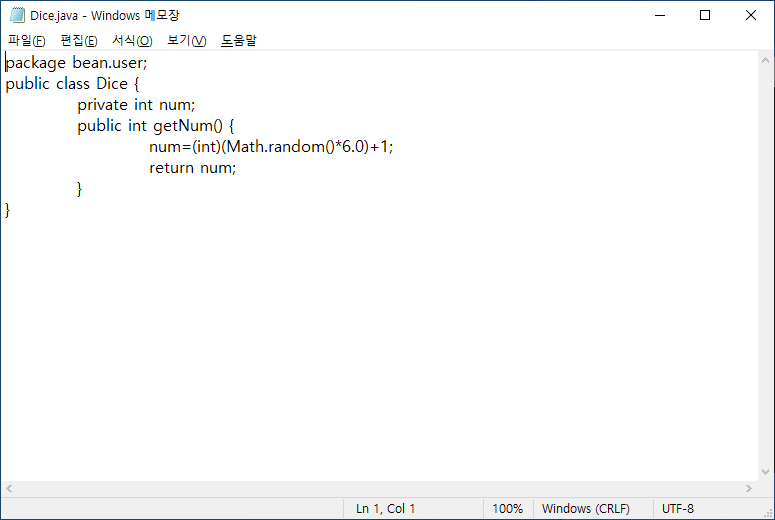 Dice.java - Windows 메모장
파일(F) 편집(E) 서식(O) 보기(V) 도움말
package bean.user;
public class Dice {
private int num;
public int getNum() {
num=(int)(Math.random()*6.0)+1;
return num;
}
}
Ln 1, Col 1 100% Windows (CRLF) UTF-8